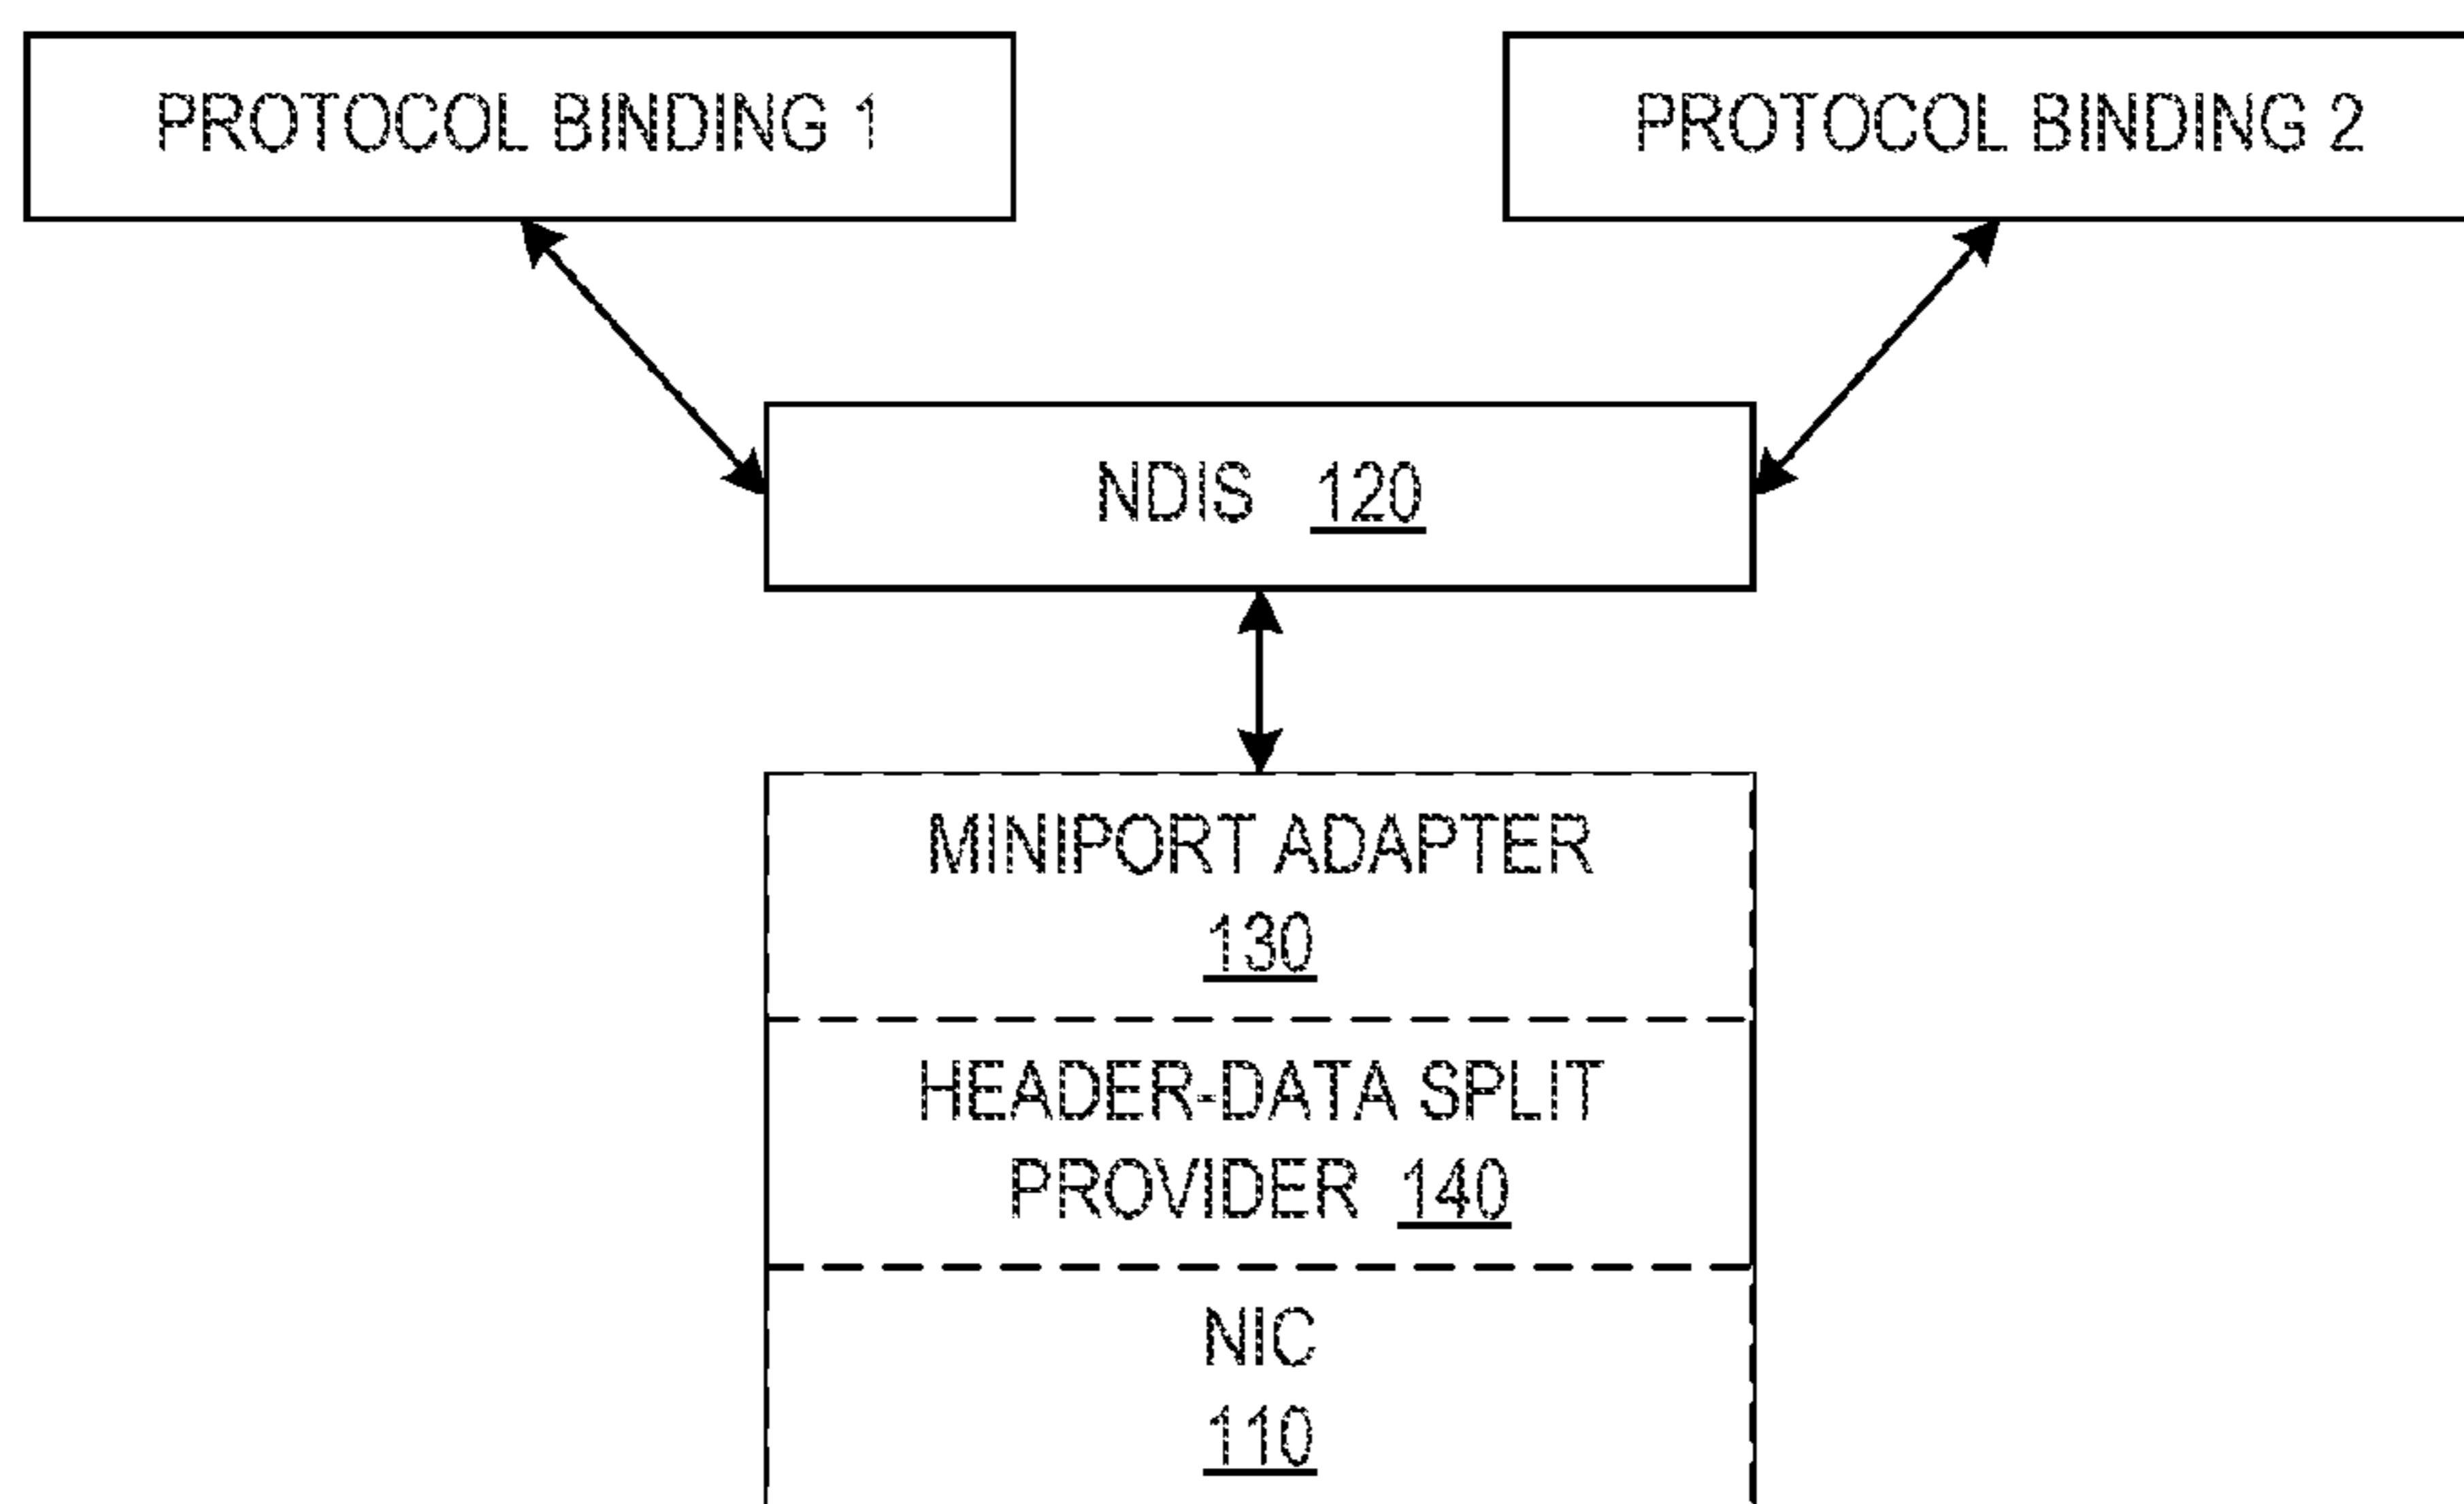 PROTOCOL BINDING 1
PROTOCOL BINDING 2
NDIS 120
MINIPORT ADAPTER
130
HEADER-DATA SPLIT
PROVIDER 140
NIC
110